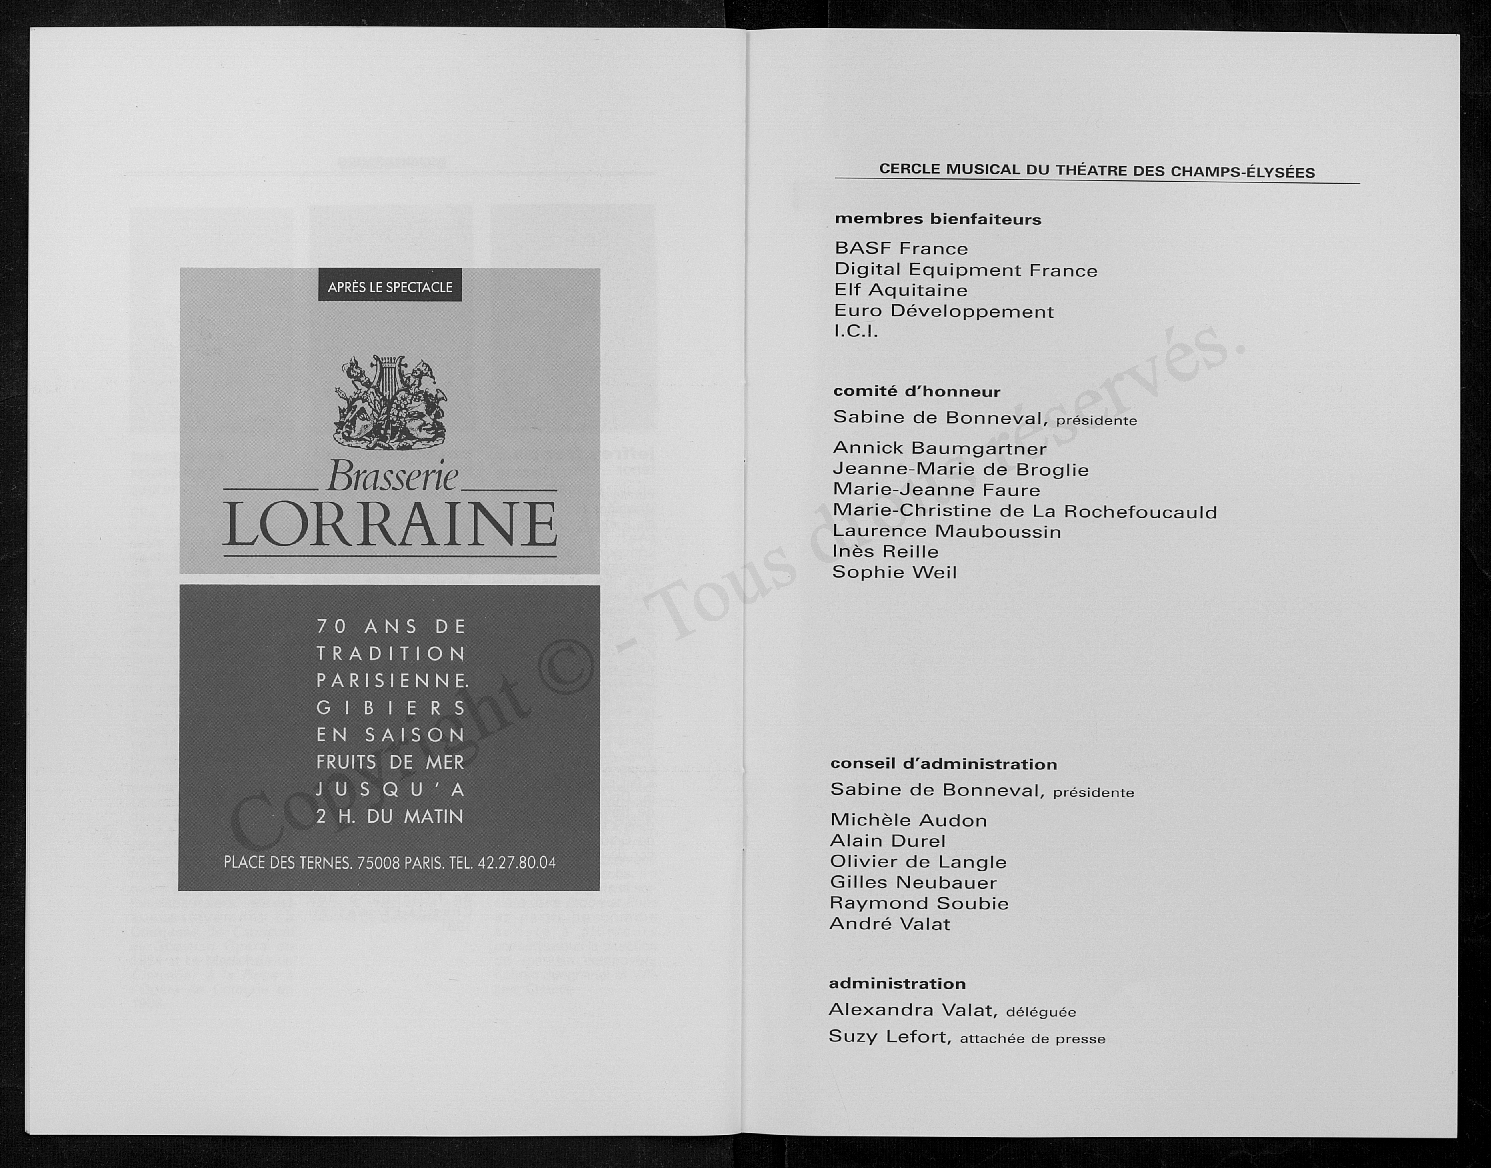 APRÈS LE SPECTACLE
Brasserie
LORRAINE
70 ANS DE
TRADITION
PARISIENNE.
GIBIERS
EN SAISON
FRUITS DE MER
JUSQU'A
2 H. DU MATIN
PLACE DES TERNES. 75008 PARIS. TEL. 42.27.80.04
CERCLE MUSICAL DU THÉATRE DES CHAMPS-ÉLYSÉES
membres bienfaiteurs
BASF France
Digital Equipment France
Elf Aquitaine
Euro Développement
I.C.I.
comité d'honneur
Sabine de Bonneval, présidente
Annick Baumgartner
Jeanne-Marie de Broglie
Marie-Jeanne Faure
Marie-Christine de La Rochefoucauld
Laurence Mauboussin
Inès Reille
Sophie Weil
conseil d'administration
Sabine de Bonneval, présidente
Michèle Audon
Alain Durel
Olivier de Langle
Gilles Neubauer
Raymond Soubie
André Valat
administration
Alexandra Valat, déléguée
Suzy Lefort, attachée de presse
Copyright © - Tous droits réservés.